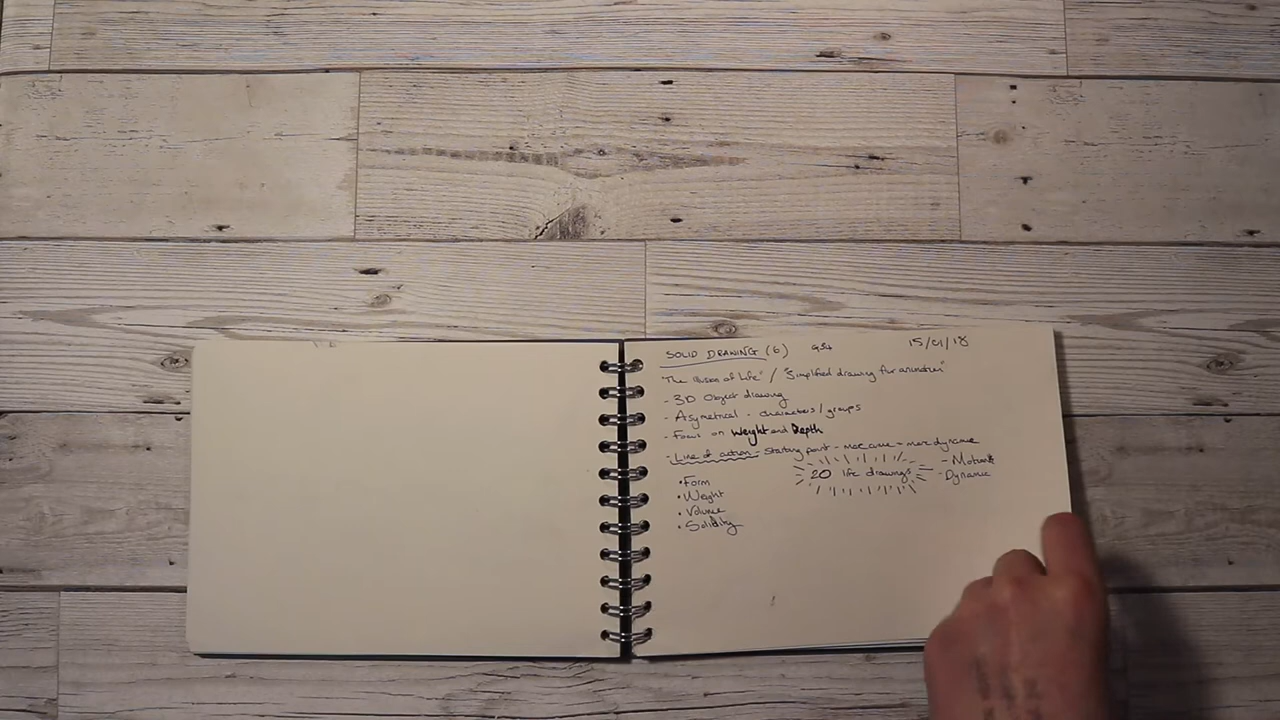 SOLID DRAWING (6) 15/01/18
"The Illusion of Life" / "Simplified drawing for animation"
- 3D Object drawing
- Asymetrical - characters / groups
- Focus on Weight and Depth
- Line of action - starting point - more curve = more dynamic
20 life drawings
- Motion
- Dynamic
• Form
• Weight
• Volume
• Solidity